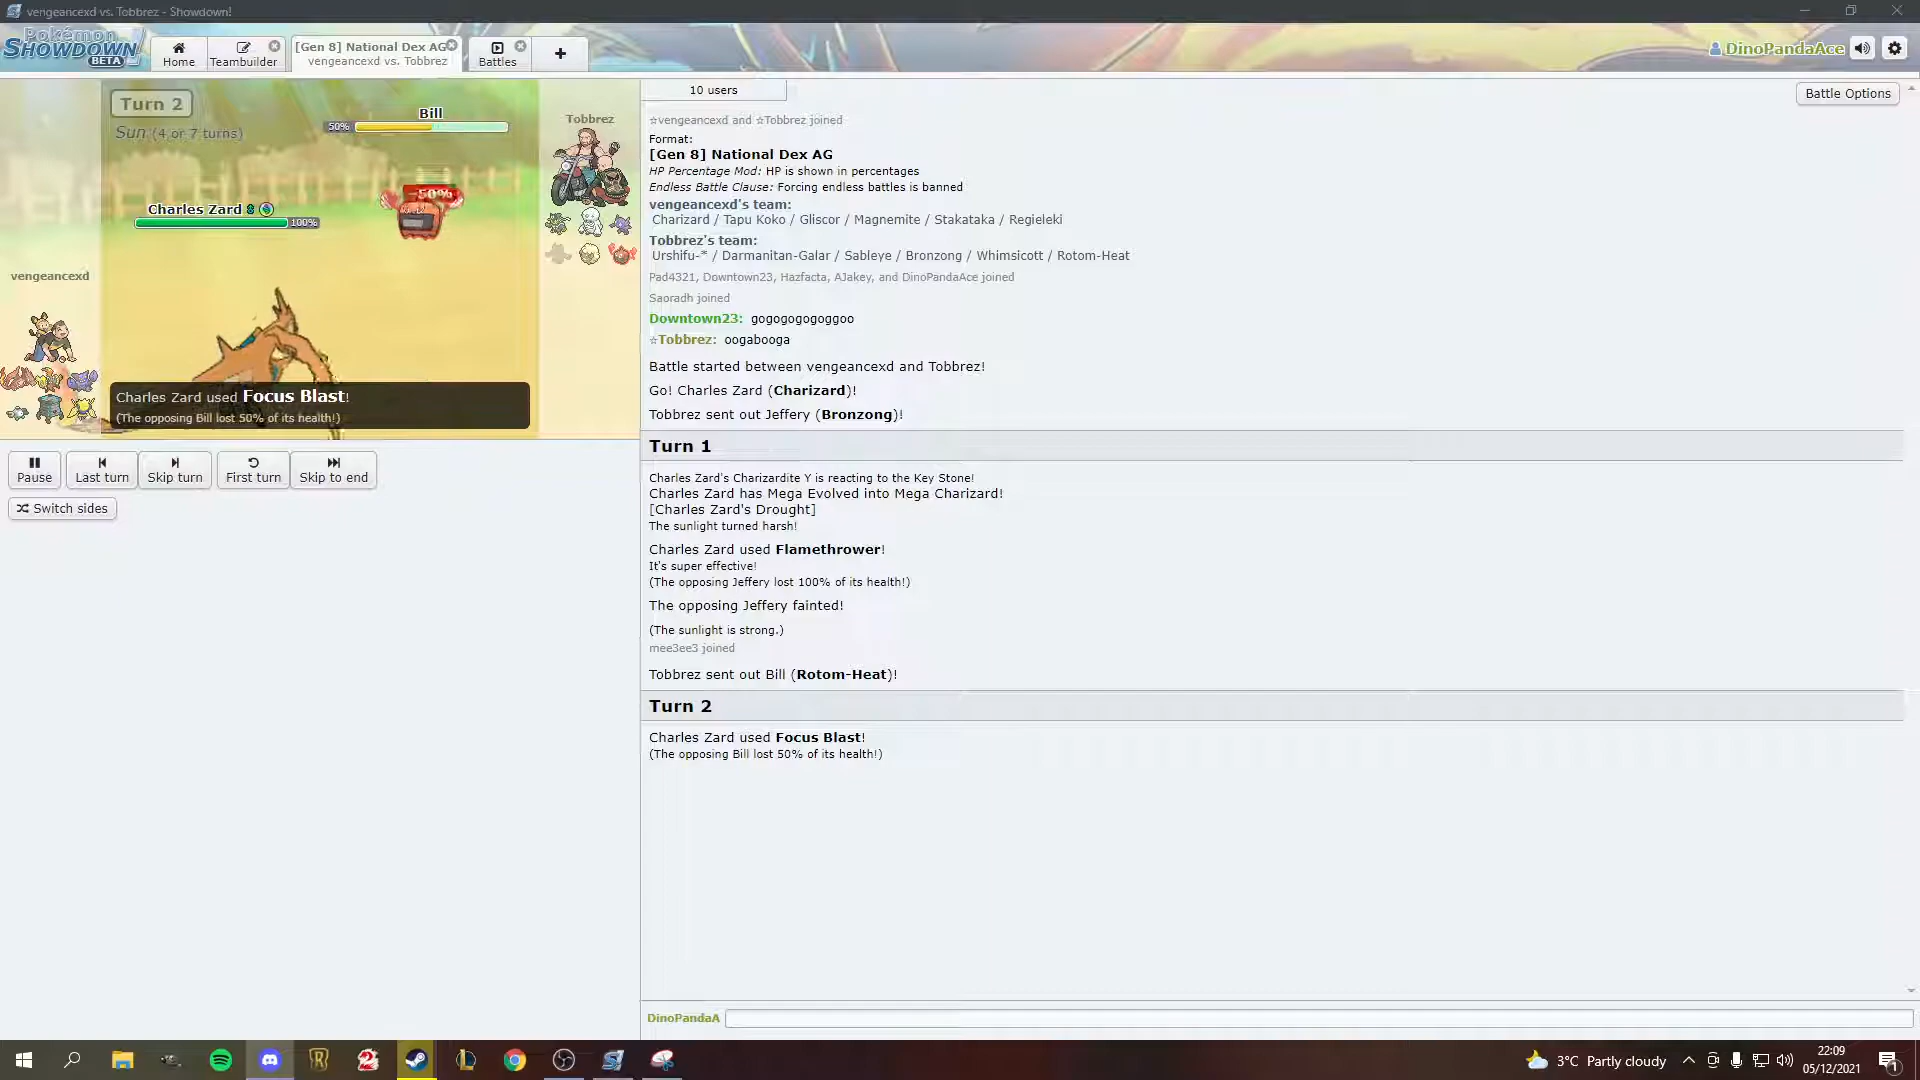 vengeancexd vs. Tobbrez - Showdown!
Pokémon
SHOWDOWN!
BETA
Home
Teambuilder
[Gen 8] National Dex AG
vengeancexd vs. Tobbrez
Battles
+
DinoPandaAce
Turn 2
Sun (4 or 7 turns)
Bill
50%
Tobbrez
-50%
Charles Zard
100%
vengeancexd
Charles Zard used Focus Blast!
(The opposing Bill lost 50% of its health!)
Pause
Last turn
Skip turn
First turn
Skip to end
Switch sides
10 users
Battle Options
☆vengeancexd and ☆Tobbrez joined
Format:
[Gen 8] National Dex AG
HP Percentage Mod: HP is shown in percentages
Endless Battle Clause: Forcing endless battles is banned
vengeancexd's team:
Charizard / Tapu Koko / Gliscor / Magnemite / Stakataka / Regieleki
Tobbrez's team:
Urshifu-* / Darmanitan-Galar / Sableye / Bronzong / Whimsicott / Rotom-Heat
Pad4321, Downtown23, Hazfacta, AJakey, and DinoPandaAce joined
Saoradh joined
Downtown23: gogogogogoggoo
☆Tobbrez: oogabooga
Battle started between vengeancexd and Tobbrez!
Go! Charles Zard (Charizard)!
Tobbrez sent out Jeffery (Bronzong)!
Turn 1
Charles Zard's Charizardite Y is reacting to the Key Stone!
Charles Zard has Mega Evolved into Mega Charizard!
[Charles Zard's Drought]
The sunlight turned harsh!
Charles Zard used Flamethrower!
It's super effective!
(The opposing Jeffery lost 100% of its health!)
The opposing Jeffery fainted!
(The sunlight is strong.)
mee3ee3 joined
Tobbrez sent out Bill (Rotom-Heat)!
Turn 2
Charles Zard used Focus Blast!
(The opposing Bill lost 50% of its health!)
DinoPandaA
3°C Partly cloudy
22:09
05/12/2021
1